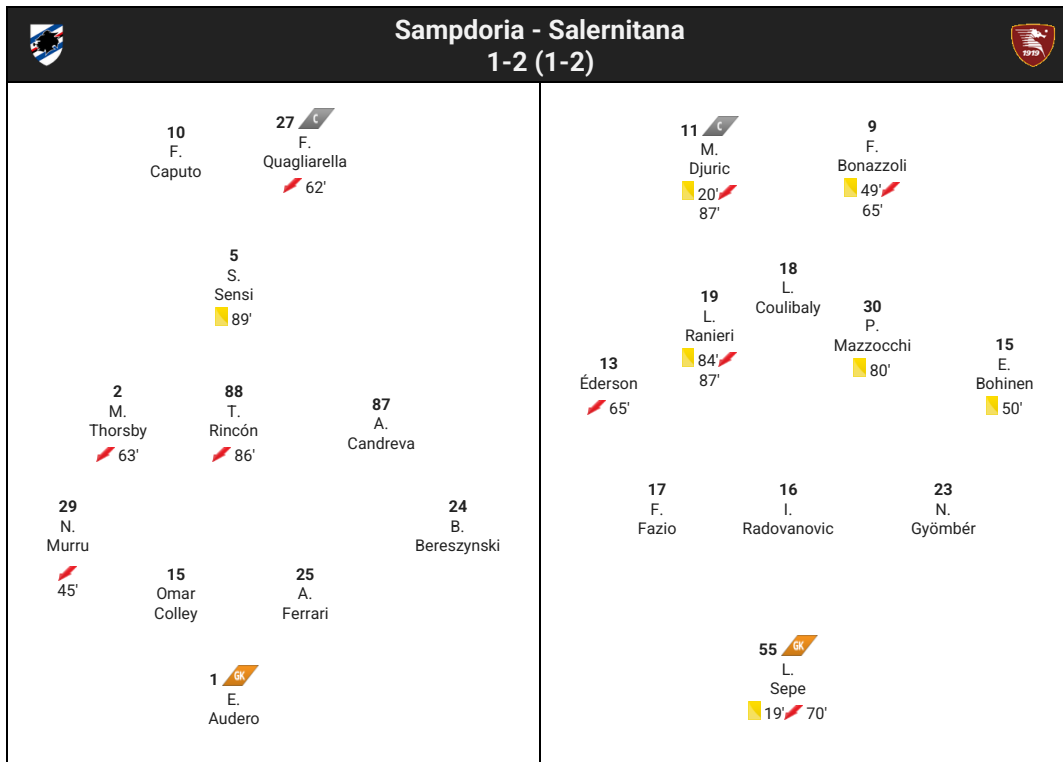 Sampdoria - Salernitana
1-2 (1-2)
1919
10
F.
Caputo
27 C
F.
Quagliarella
62'
5
S.
Sensi
89'
2
M.
Thorsby
63'
88
T.
Rincón
86'
87
A.
Candreva
29
N.
Murru
45'
24
B.
Bereszynski
15
Omar
Colley
25
A.
Ferrari
1 GK
E.
Audero
11 C
M.
Djuric
20'
87'
9
F.
Bonazzoli
49'
65'
18
L.
Coulibaly
19
L.
Ranieri
84'
87'
30
P.
Mazzocchi
80'
13
Éderson
65'
15
E.
Bohinen
50'
17
F.
Fazio
16
I.
Radovanovic
23
N.
Gyömbér
55 GK
L.
Sepe
19' 70'